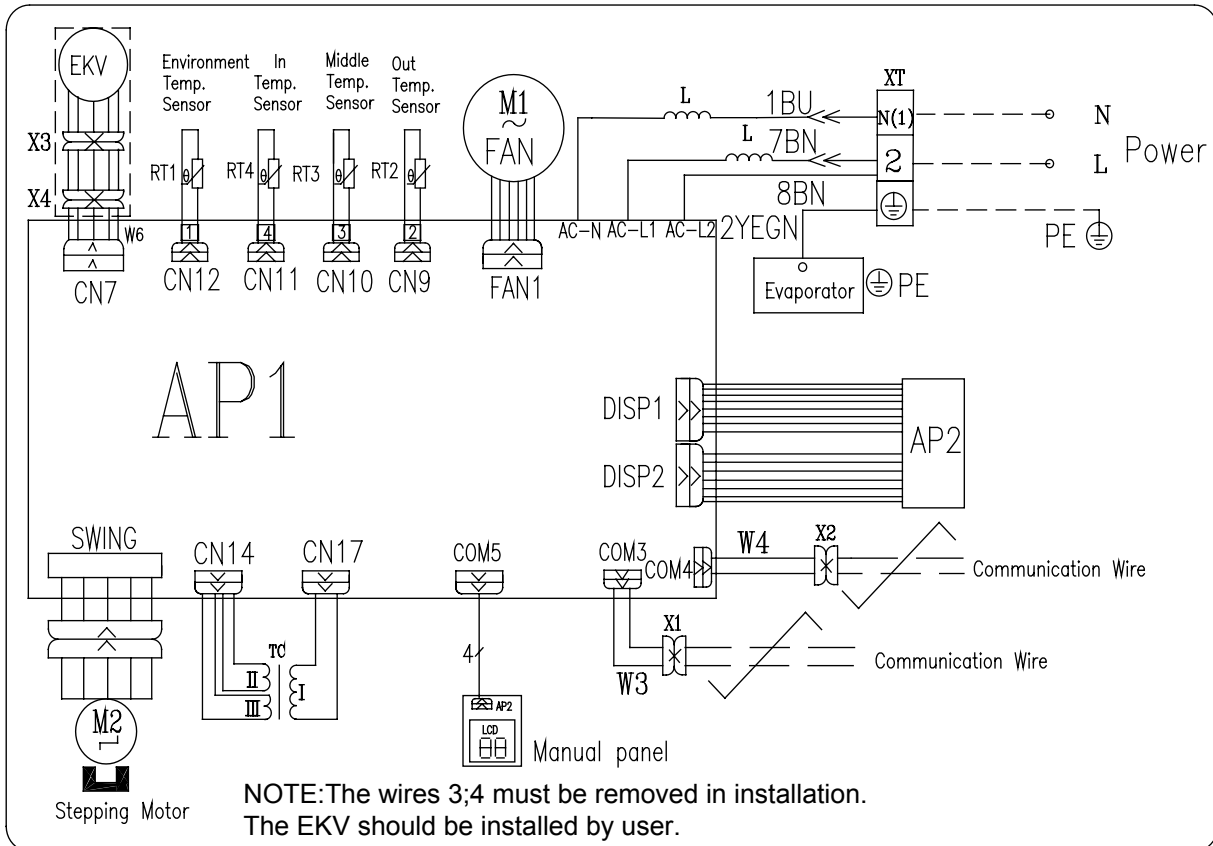 EKV
Environment
Temp.
Sensor
In
Temp.
Sensor
Middle
Temp.
Sensor
Out
Temp.
Sensor
M1
~
FAN
X3
X4
RT1
θ
RT4
θ
RT3
θ
RT2
θ
L
1BU
L
7BN
XT
N(1)
2
N
L
Power
8BN
2YEGN
PE
W6
1
4
3
2
CN7
CN12
CN11
CN10
CN9
FAN1
AC-N
AC-L1
AC-L2
Evaporator
PE
AP1
DISP1
DISP2
AP2
SWING
CN14
CN17
COM5
COM3
COM4
W4
X2
Communication Wire
X1
W3
Communication Wire
TC
II
III
I
4
AP2
LCD
88
Manual panel
M2
Stepping Motor
NOTE:The wires 3;4 must be removed in installation.
The EKV should be installed by user.